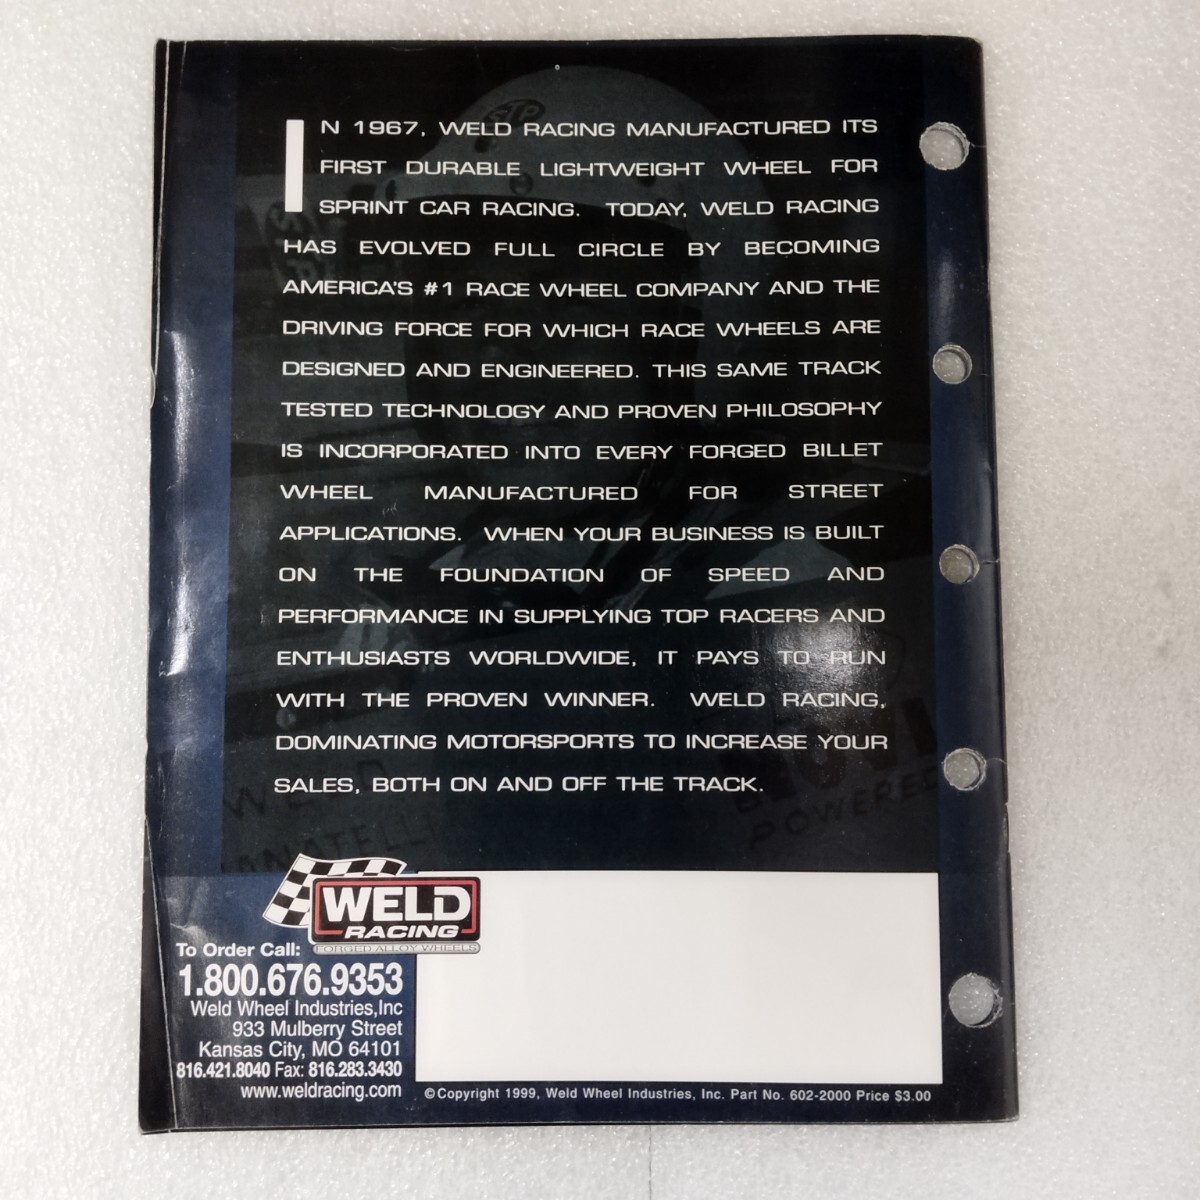 IN 1967, WELD RACING MANUFACTURED ITS
FIRST DURABLE LIGHTWEIGHT WHEEL FOR
SPRINT CAR RACING. TODAY, WELD RACING
HAS EVOLVED FULL CIRCLE BY BECOMING
AMERICA'S #1 RACE WHEEL COMPANY AND THE
DRIVING FORCE FOR WHICH RACE WHEELS ARE
DESIGNED AND ENGINEERED. THIS SAME TRACK
TESTED TECHNOLOGY AND PROVEN PHILOSOPHY
IS INCORPORATED INTO EVERY FORGED BILLET
WHEEL MANUFACTURED FOR STREET
APPLICATIONS. WHEN YOUR BUSINESS IS BUILT
ON THE FOUNDATION OF SPEED AND
PERFORMANCE IN SUPPLYING TOP RACERS AND
ENTHUSIASTS WORLDWIDE, IT PAYS TO RUN
WITH THE PROVEN WINNER. WELD RACING,
DOMINATING MOTORSPORTS TO INCREASE YOUR
SALES, BOTH ON AND OFF THE TRACK.
STP
POWERED
WELD
RACING
FORGED ALLOY WHEELS
To Order Call:
1.800.676.9353
Weld Wheel Industries,Inc
933 Mulberry Street
Kansas City, MO 64101
816.421.8040 Fax: 816.283.3430
www.weldracing.com
©Copyright 1999, Weld Wheel Industries, Inc. Part No. 602-2000 Price $3.00